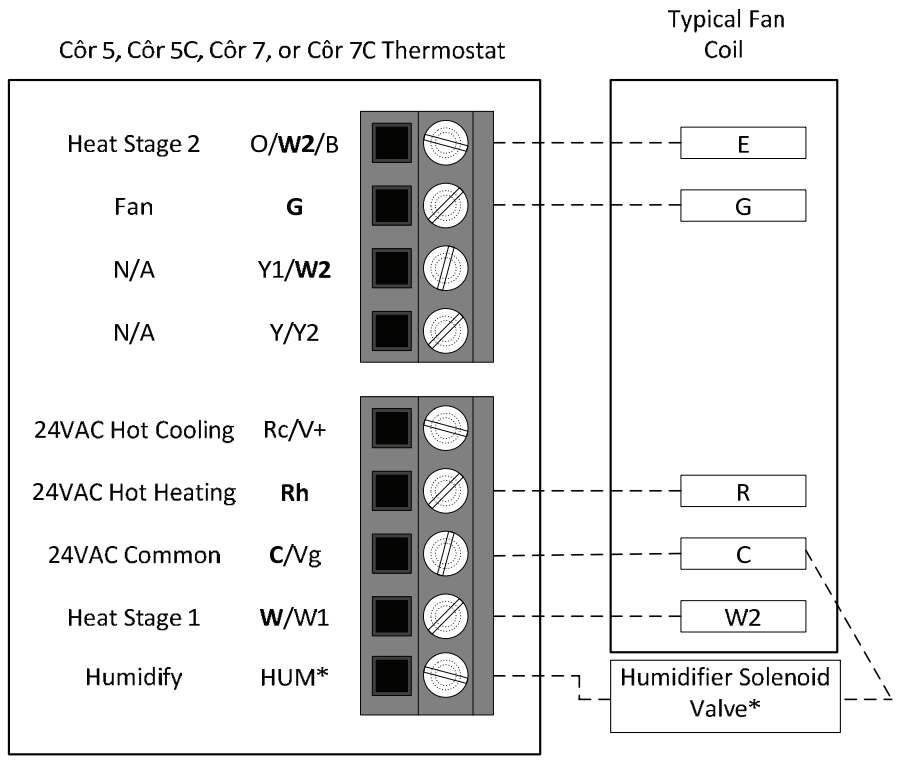 Typical Fan
Coil
Côr 5, Côr 5C, Côr 7, or Côr 7C Thermostat
Heat Stage 2 O/W2/B E
Fan G G
N/A Y1/W2
N/A Y/Y2
24VAC Hot Cooling Rc/V+
24VAC Hot Heating Rh R
24VAC Common C/Vg C
Heat Stage 1 W/W1 W2
Humidify HUM* Humidifier Solenoid
Valve*